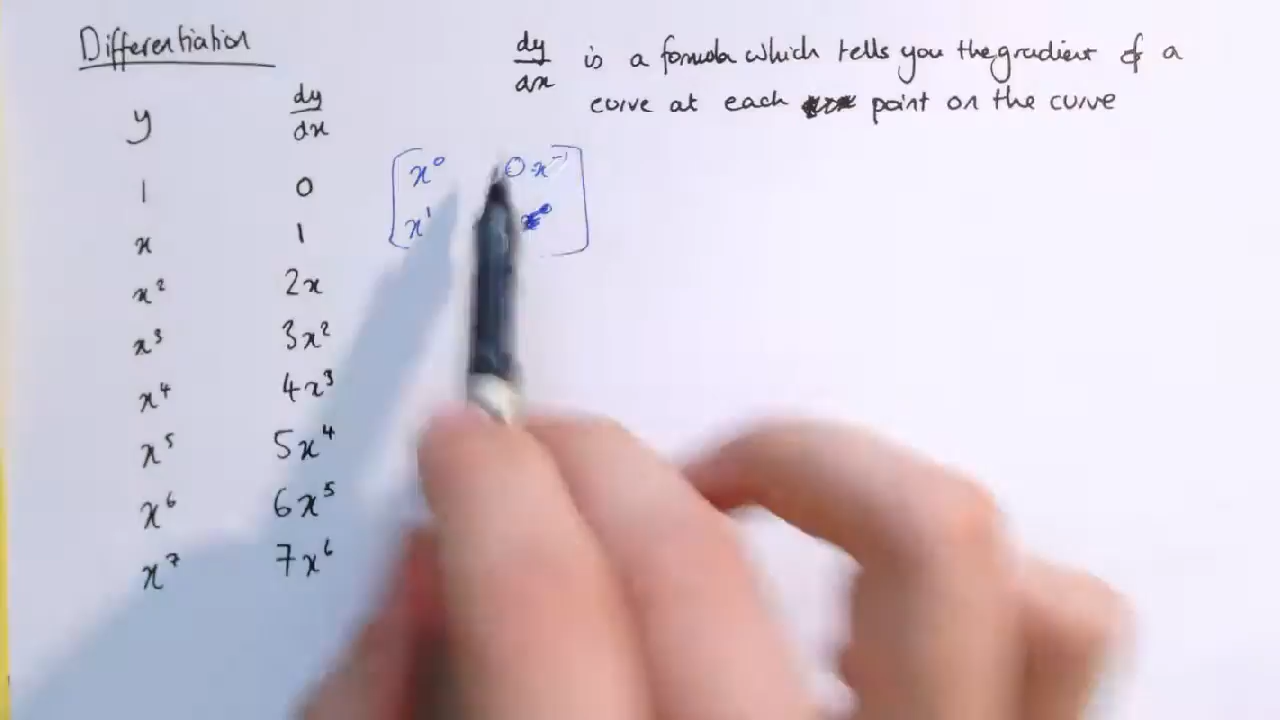 Differentiation
dy/dx is a formula which tells you the gradient of a
curve at each point on the curve
y dy/dx
1 0
x 1
x² 2x
x³ 3x²
x⁴ 4x³
x⁵ 5x⁴
x⁶ 6x⁵
x⁷ 7x⁶
x⁰ 0x⁻¹
x¹ x⁰